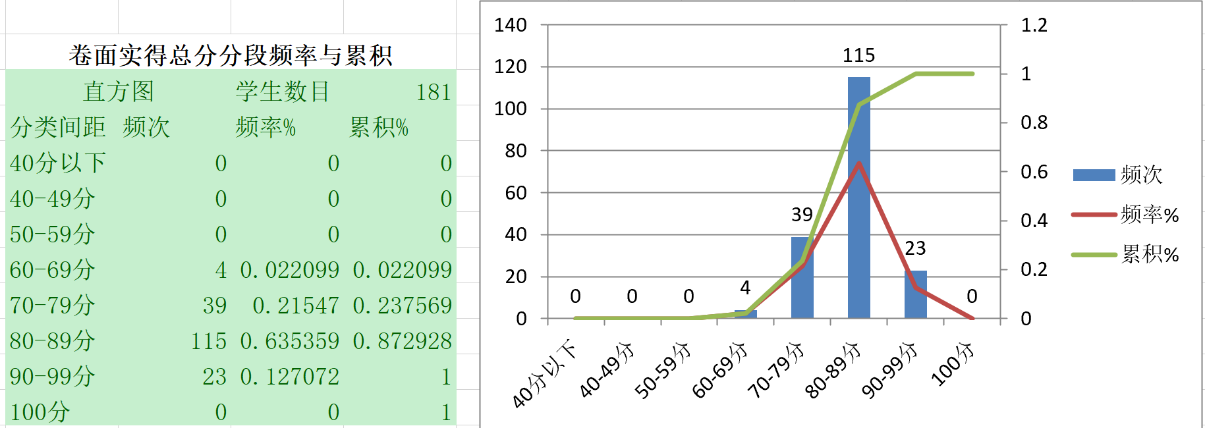 卷面实得总分分段频率与累积
直方图 学生数目 181
分类间距 频次 频率% 累积%
40分以下 0 0 0
40-49分 0 0 0
50-59分 0 0 0
60-69分 4 0.022099 0.022099
70-79分 39 0.21547 0.237569
80-89分 115 0.635359 0.872928
90-99分 23 0.127072 1
100分 0 0 1
140
120
100
80
60
40
20
0
0 0 0 4 39 115 23 0
1.2
1
0.8
0.6
0.4
0.2
0
40分以下 40-49分 50-59分 60-69分 70-79分 80-89分 90-99分 100分
频次
频率%
累积%